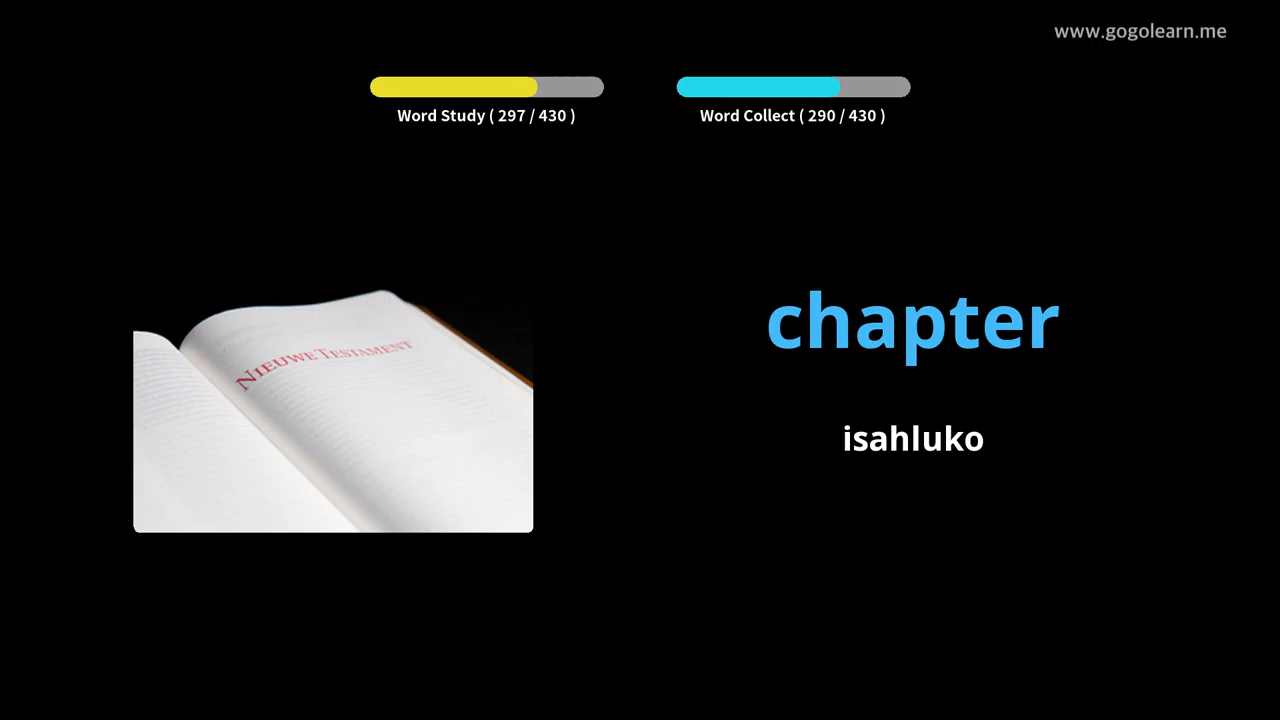 www.gogolearn.me
Word Study ( 297 / 430 )
Word Collect ( 290 / 430 )
NIEUWE TESTAMENT
chapter
isahluko